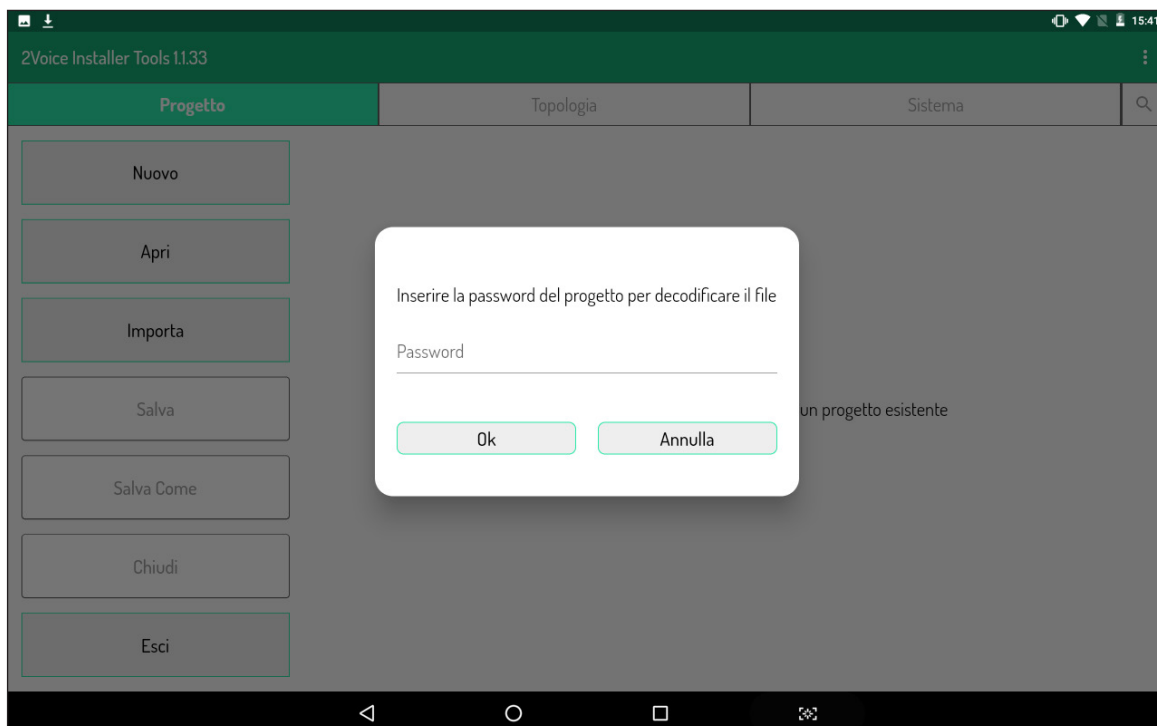 15:41
2Voice Installer Tools 1.1.33
Progetto
Topologia
Sistema
Nuovo
Apri
Importa
Salva
Salva Come
Chiudi
Esci
Inserire la password del progetto per decodificare il file
Password
Ok
Annulla
un progetto esistente